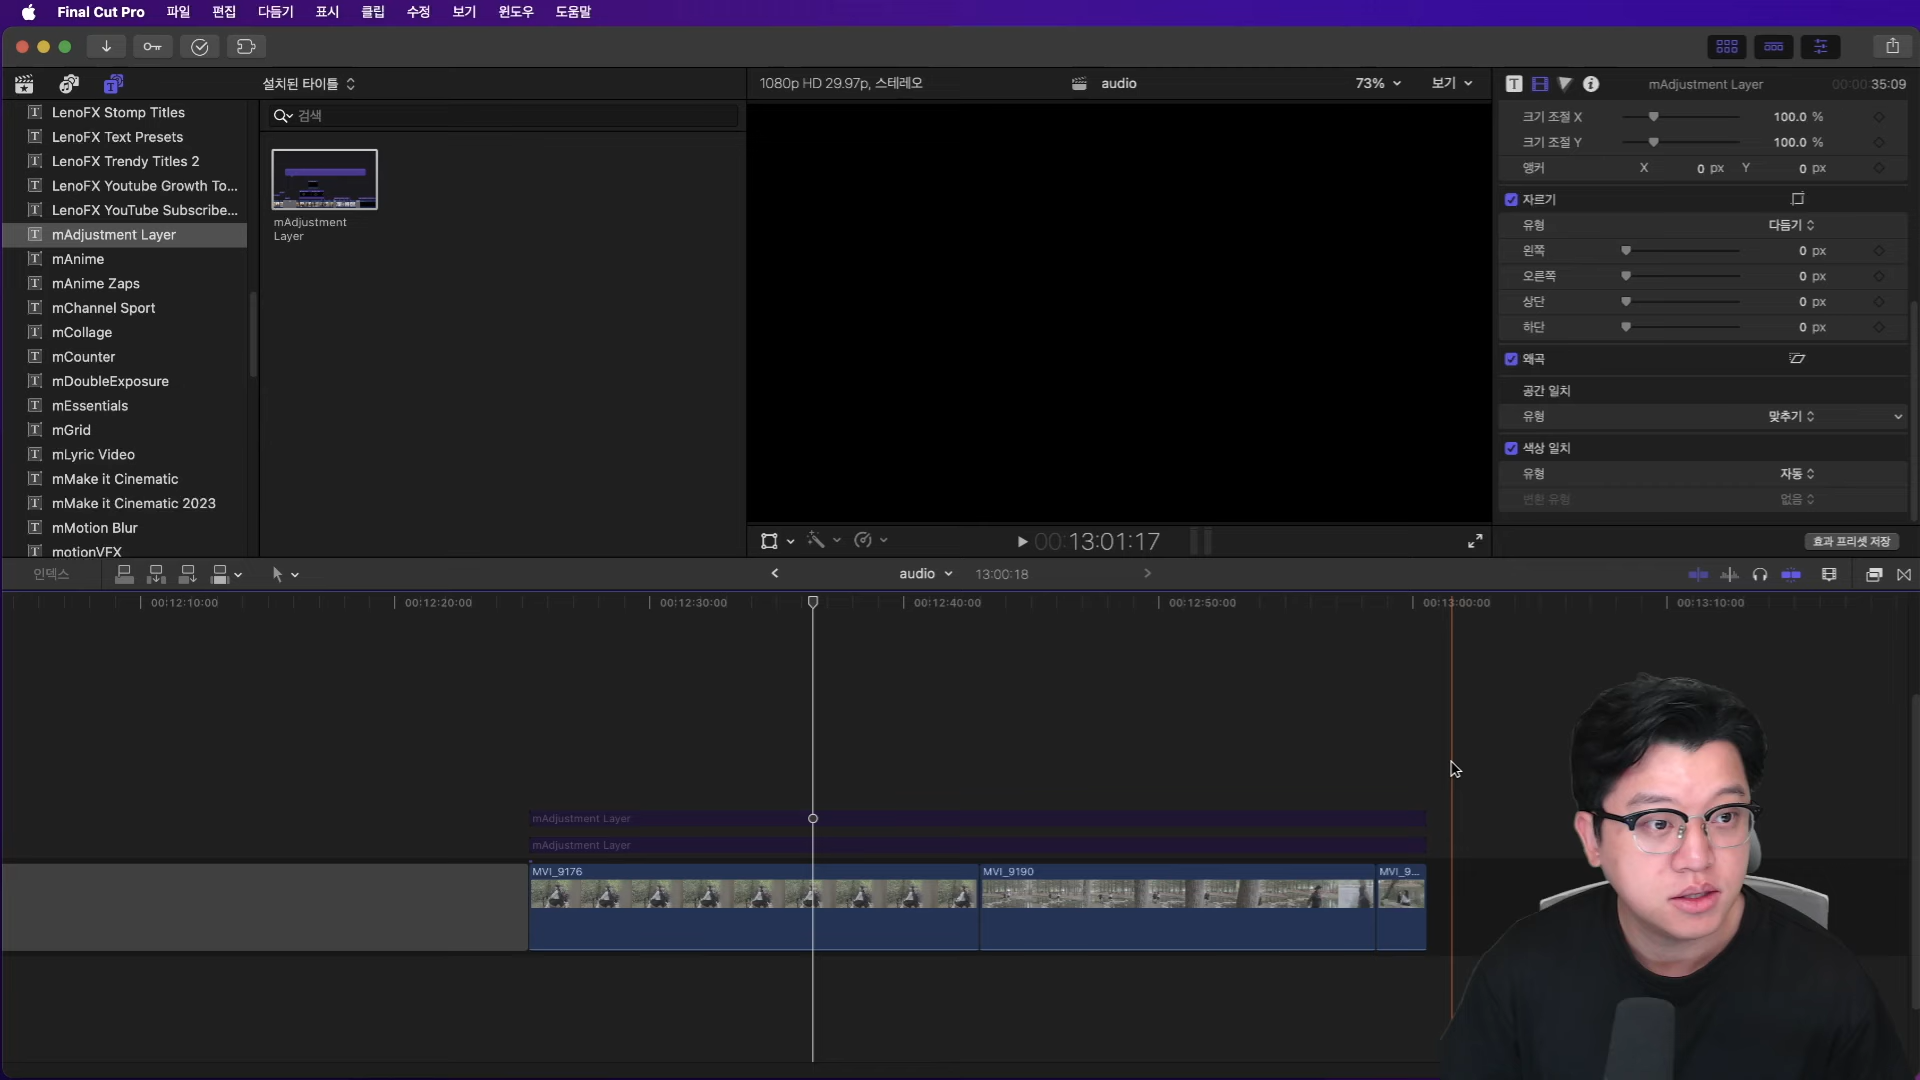 Final Cut Pro 파일 편집 다듬기 표시 클립 수정 보기 윈도우 도움말
설치된 타이틀
1080p HD 29.97p, 스테레오
audio
73%
보기
mAdjustment Layer
00:00:35:09
검색
LenoFX Stomp Titles
LenoFX Text Presets
LenoFX Trendy Titles 2
LenoFX Youtube Growth To...
LenoFX YouTube Subscribe...
mAdjustment Layer
mAnime
mAnime Zaps
mChannel Sport
mCollage
mCounter
mDoubleExposure
mEssentials
mGrid
mLyric Video
mMake it Cinematic
mMake it Cinematic 2023
mMotion Blur
motionVFX
mAdjustment
Layer
크기 조절 X 100.0 %
크기 조절 Y 100.0 %
앵커 X 0 px Y 0 px
자르기
유형 다듬기
왼쪽 0 px
오른쪽 0 px
상단 0 px
하단 0 px
왜곡
공간 일치
유형 맞추기
색상 일치
유형 자동
변환 유형 없음
00:13:01:17
효과 프리셋 저장
인덱스
audio
13:00:18
00:12:10:00 00:12:20:00 00:12:30:00 00:12:40:00 00:12:50:00 00:13:00:00 00:13:10:00
mAdjustment Layer
mAdjustment Layer
MVI_9176 MVI_9190 MVI_9...